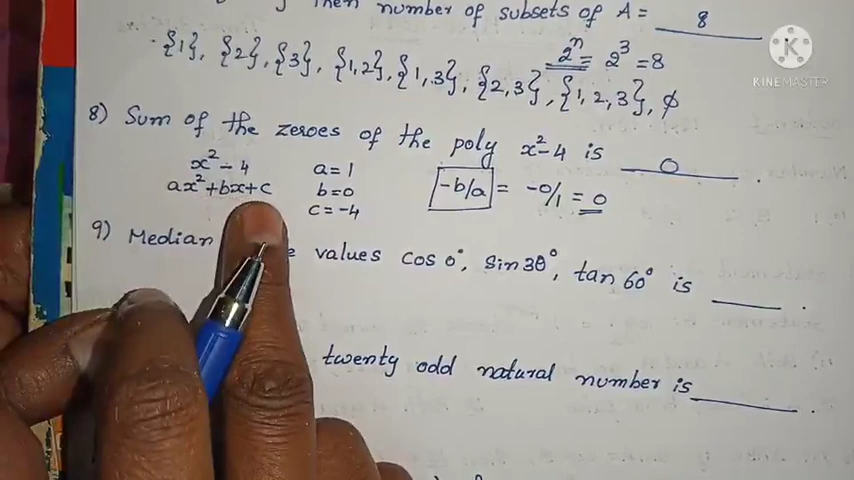 Then number of subsets of A = 8
{1}, {2}, {3}, {1,2}, {1,3}, {2,3}, {1,2,3}, ϕ
2ⁿ = 2³ = 8
8) Sum of the zeroes of the poly x²-4 is 0
x²-4 a=1
ax²+bx+c b=0 -b/a = -0/1 = 0
c=-4
9) Median values cos 0°, sin 30°, tan 60° is
twenty odd natural number is
KINEMASTER